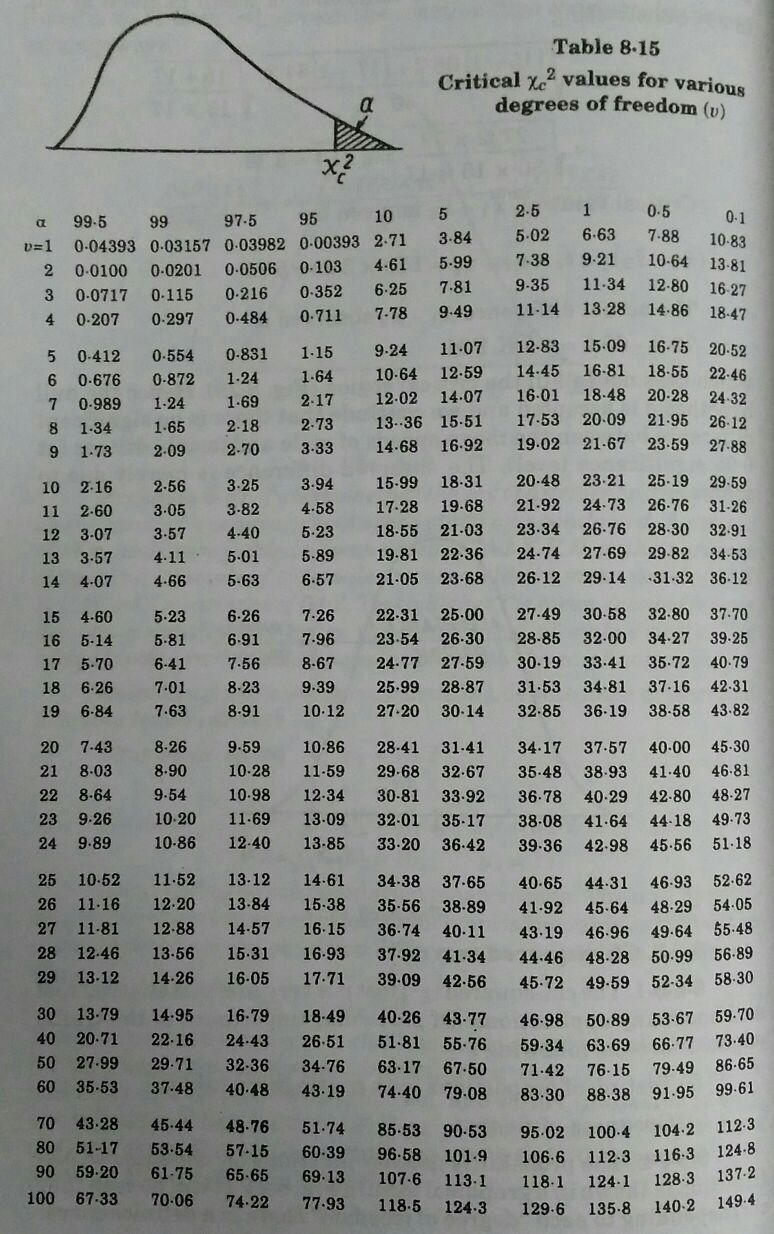 Table 8·15
Critical χc² values for various
degrees of freedom (υ)
α
χc²
α 99·5 99 97·5 95 10 5 2·5 1 0·5 0·1
υ=1 0·04393 0·03157 0·03982 0·00393 2·71 3·84 5·02 6·63 7·88 10·83
2 0·0100 0·0201 0·0506 0·103 4·61 5·99 7·38 9·21 10·64 13·81
3 0·0717 0·115 0·216 0·352 6·25 7·81 9·35 11·34 12·80 16·27
4 0·207 0·297 0·484 0·711 7·78 9·49 11·14 13·28 14·86 18·47
5 0·412 0·554 0·831 1·15 9·24 11·07 12·83 15·09 16·75 20·52
6 0·676 0·872 1·24 1·64 10·64 12·59 14·45 16·81 18·55 22·46
7 0·989 1·24 1·69 2·17 12·02 14·07 16·01 18·48 20·28 24·32
8 1·34 1·65 2·18 2·73 13··36 15·51 17·53 20·09 21·95 26·12
9 1·73 2·09 2·70 3·33 14·68 16·92 19·02 21·67 23·59 27·88
10 2·16 2·56 3·25 3·94 15·99 18·31 20·48 23·21 25·19 29·59
11 2·60 3·05 3·82 4·58 17·28 19·68 21·92 24·73 26·76 31·26
12 3·07 3·57 4·40 5·23 18·55 21·03 23·34 26·76 28·30 32·91
13 3·57 4·11 5·01 5·89 19·81 22·36 24·74 27·69 29·82 34·53
14 4·07 4·66 5·63 6·57 21·05 23·68 26·12 29·14 ·31·32 36·12
15 4·60 5·23 6·26 7·26 22·31 25·00 27·49 30·58 32·80 37·70
16 5·14 5·81 6·91 7·96 23·54 26·30 28·85 32·00 34·27 39·25
17 5·70 6·41 7·56 8·67 24·77 27·59 30·19 33·41 35·72 40·79
18 6·26 7·01 8·23 9·39 25·99 28·87 31·53 34·81 37·16 42·31
19 6·84 7·63 8·91 10·12 27·20 30·14 32·85 36·19 38·58 43·82
20 7·43 8·26 9·59 10·86 28·41 31·41 34·17 37·57 40·00 45·30
21 8·03 8·90 10·28 11·59 29·68 32·67 35·48 38·93 41·40 46·81
22 8·64 9·54 10·98 12·34 30·81 33·92 36·78 40·29 42·80 48·27
23 9·26 10·20 11·69 13·09 32·01 35·17 38·08 41·64 44·18 49·73
24 9·89 10·86 12·40 13·85 33·20 36·42 39·36 42·98 45·56 51·18
25 10·52 11·52 13·12 14·61 34·38 37·65 40·65 44·31 46·93 52·62
26 11·16 12·20 13·84 15·38 35·56 38·89 41·92 45·64 48·29 54·05
27 11·81 12·88 14·57 16·15 36·74 40·11 43·19 46·96 49·64 55·48
28 12·46 13·56 15·31 16·93 37·92 41·34 44·46 48·28 50·99 56·89
29 13·12 14·26 16·05 17·71 39·09 42·56 45·72 49·59 52·34 58·30
30 13·79 14·95 16·79 18·49 40·26 43·77 46·98 50·89 53·67 59·70
40 20·71 22·16 24·43 26·51 51·81 55·76 59·34 63·69 66·77 73·40
50 27·99 29·71 32·36 34·76 63·17 67·50 71·42 76·15 79·49 86·65
60 35·53 37·48 40·48 43·19 74·40 79·08 83·30 88·38 91·95 99·61
70 43·28 45·44 48·76 51·74 85·53 90·53 95·02 100·4 104·2 112·3
80 51·17 53·54 57·15 60·39 96·58 101·9 106·6 112·3 116·3 124·8
90 59·20 61·75 65·65 69·13 107·6 113·1 118·1 124·1 128·3 137·2
100 67·33 70·06 74·22 77·93 118·5 124·3 129·6 135·8 140·2 149·4